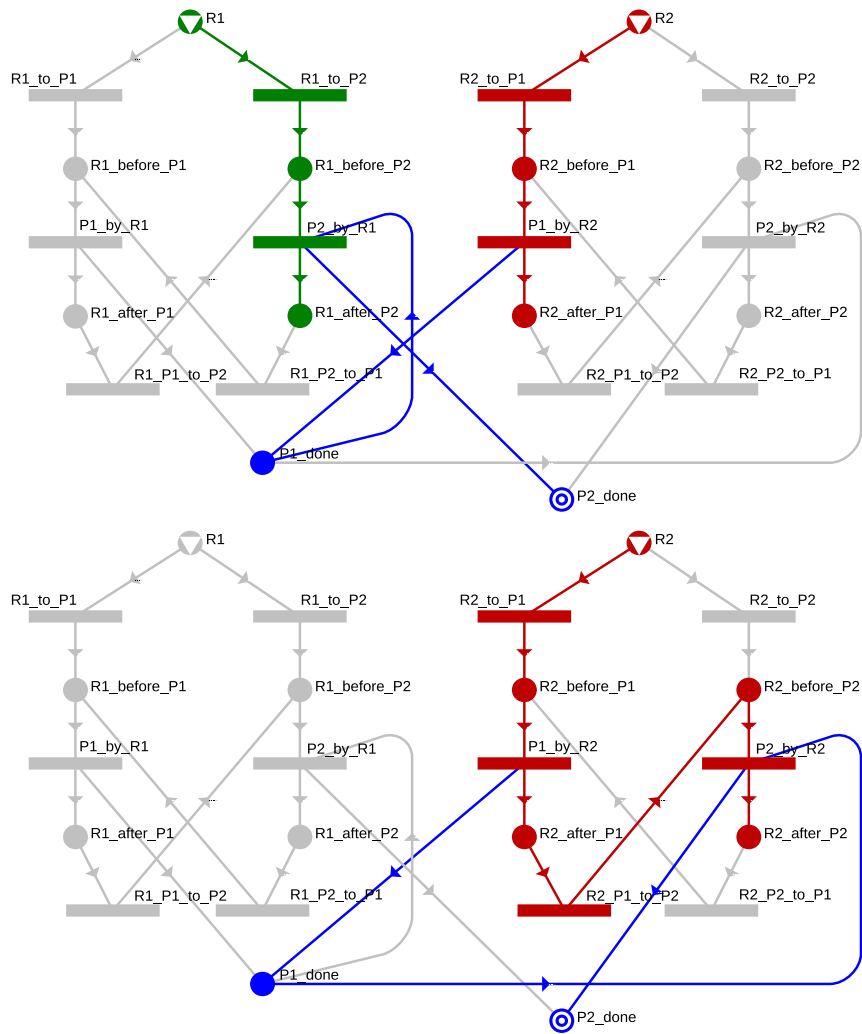 R1
R2
R1_to_P1
R1_to_P2
R2_to_P1
R2_to_P2
R1_before_P1
R1_before_P2
R2_before_P1
R2_before_P2
P1_by_R1
P2_by_R1
P1_by_R2
P2_by_R2
R1_after_P1
R1_after_P2
R2_after_P1
R2_after_P2
R1_P1_to_P2
R1_P2_to_P1
R2_P1_to_P2
R2_P2_to_P1
P1_done
P2_done
R1
R2
R1_to_P1
R1_to_P2
R2_to_P1
R2_to_P2
R1_before_P1
R1_before_P2
R2_before_P1
R2_before_P2
P1_by_R1
P2_by_R1
P1_by_R2
P2_by_R2
R1_after_P1
R1_after_P2
R2_after_P1
R2_after_P2
R1_P1_to_P2
R1_P2_to_P1
R2_P1_to_P2
R2_P2_to_P1
P1_done
P2_done